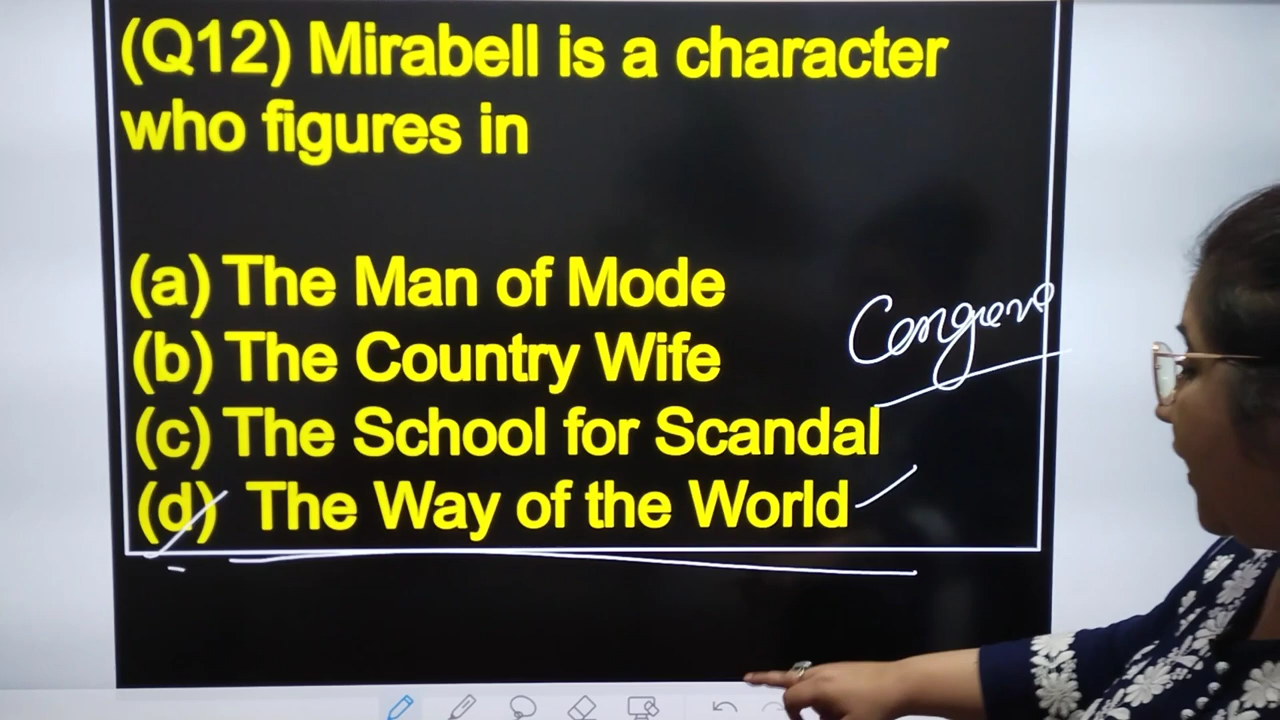 (Q12) Mirabell is a character
who figures in
(a) The Man of Mode
(b) The Country Wife
Congreve
(c) The School for Scandal
(d) The Way of the World